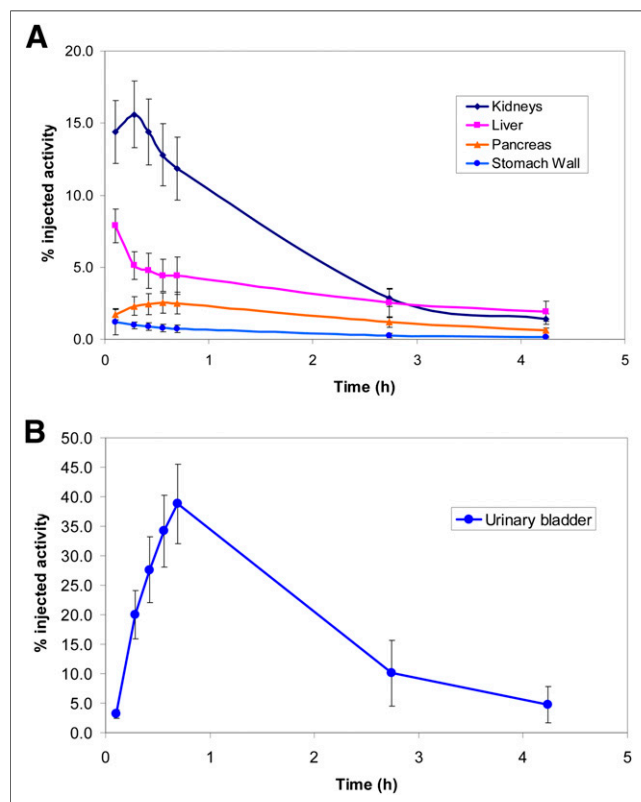 A
20.0
15.0
10.0
5.0
0.0
% injected activity
Kidneys
Liver
Pancreas
Stomach Wall
0 1 2 3 4 5
Time (h)
B
50.0
45.0
40.0
35.0
30.0
25.0
20.0
15.0
10.0
5.0
0.0
% injected activity
Urinary bladder
0 1 2 3 4 5
Time (h)